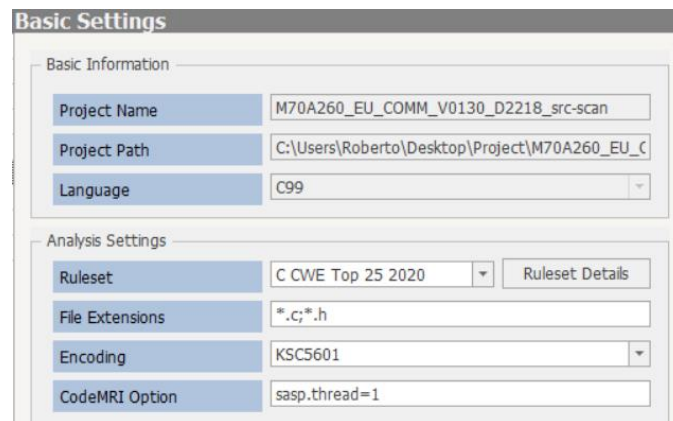 Basic Settings
Basic Information
Project Name M70A260_EU_COMM_V0130_D2218_src-scan
Project Path C:\Users\Roberto\Desktop\Project\M70A260_EU_C
Language C99
Analysis Settings
Ruleset C CWE Top 25 2020 Ruleset Details
File Extensions *.c;*.h
Encoding KSC5601
CodeMRI Option sasp.thread=1